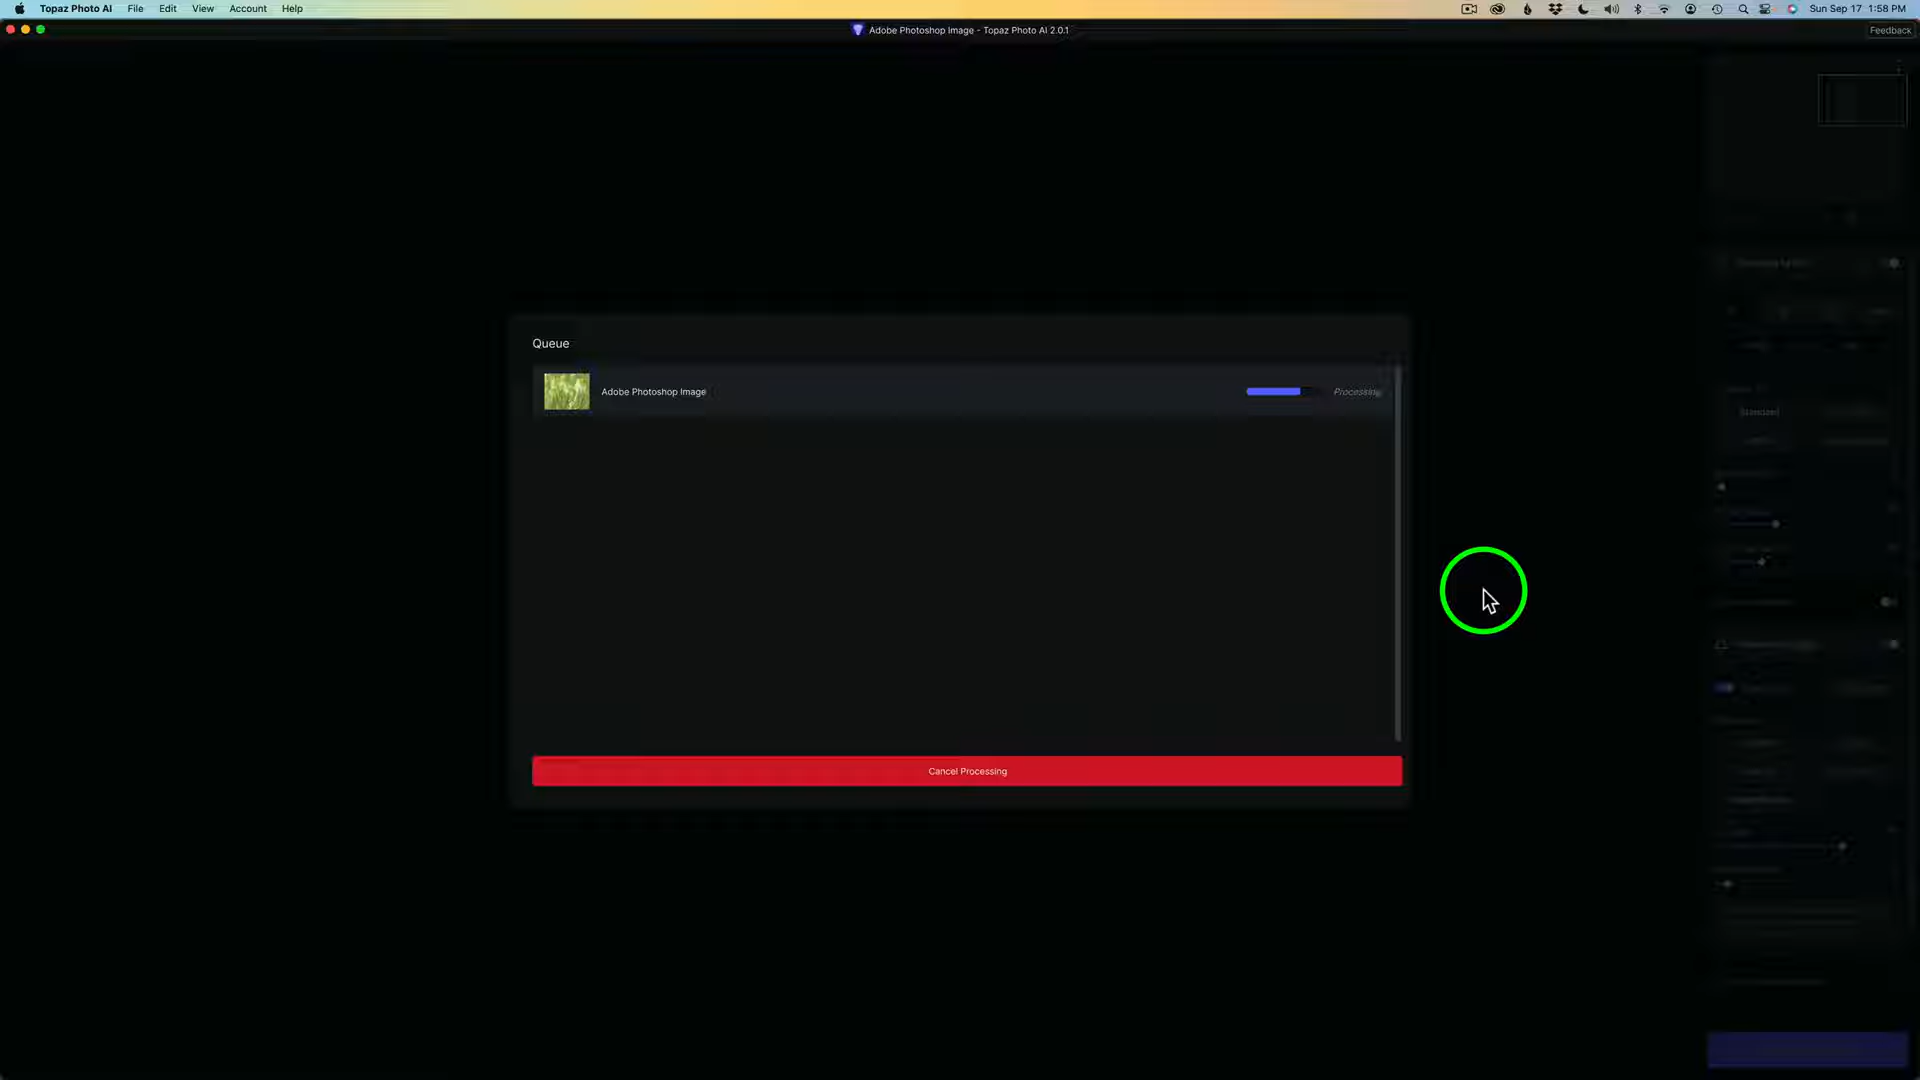 Topaz Photo AI File Edit View Account Help Sun Sep 17 1:58 PM
Adobe Photoshop Image - Topaz Photo AI 2.0.1
Feedback
Queue
Adobe Photoshop Image Processing
Standard
Cancel Processing